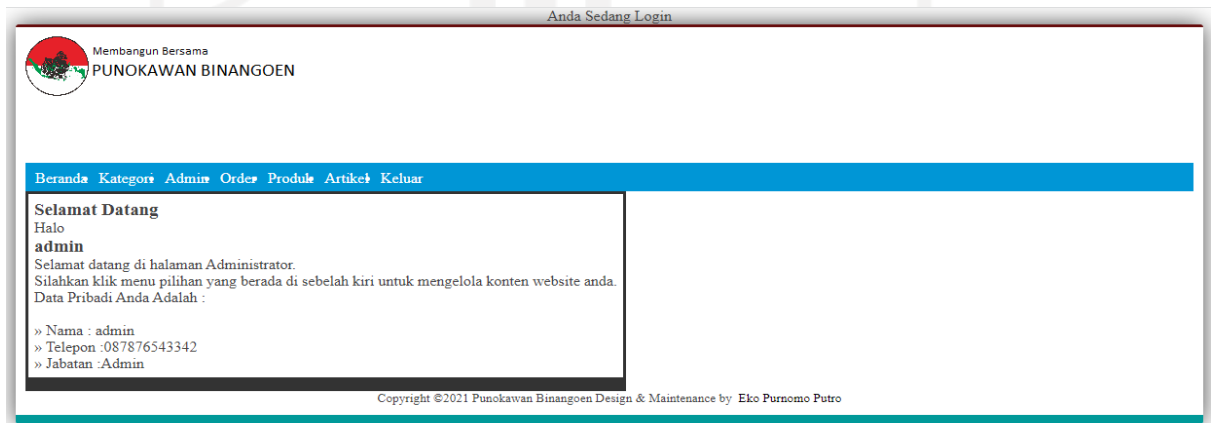 Anda Sedang Login
Membangun Bersama
PUNOKAWAN BINANGOEN
Beranda Kategori Admin Order Produk Artikel Keluar
Selamat Datang
Halo
admin
Selamat datang di halaman Administrator.
Silahkan klik menu pilihan yang berada di sebelah kiri untuk mengelola konten website anda.
Data Pribadi Anda Adalah :
» Nama : admin
» Telepon :087876543342
» Jabatan :Admin
Copyright ©2021 Punokawan Binangoen Design & Maintenance by Eko Purnomo Putro